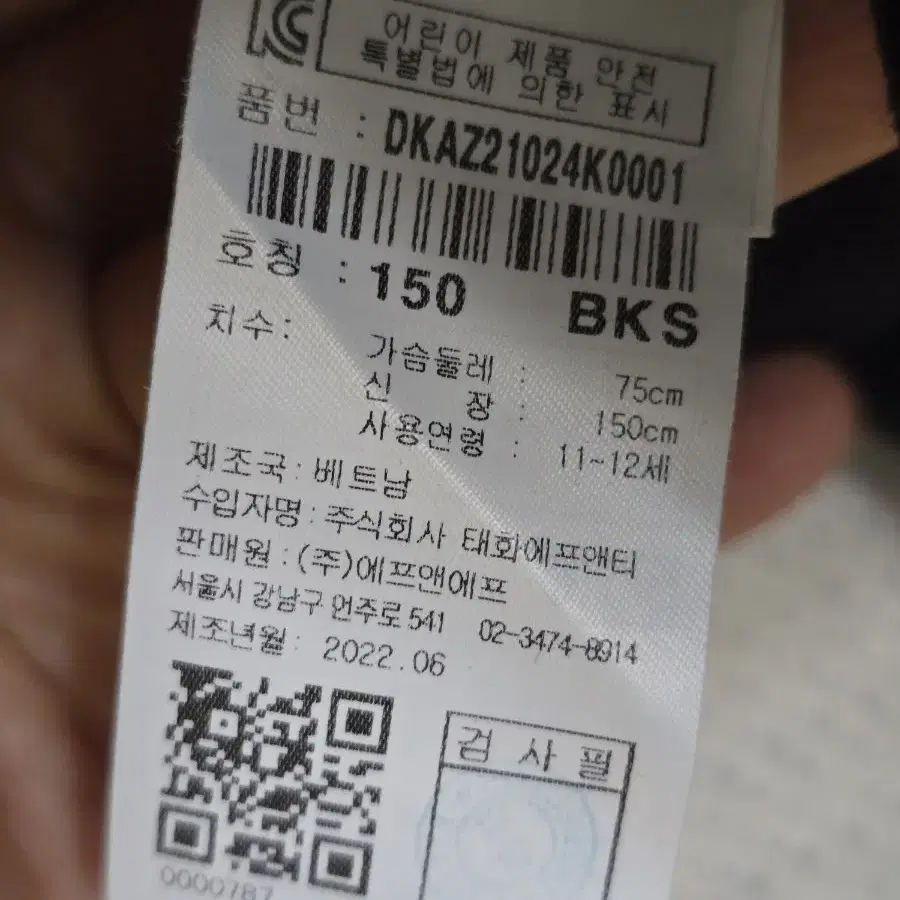 어린이 제품 안전
특별법에 의한 표시
품번 : DKAZ21024K0001
호칭 : 150 BKS
치수: 가슴둘레 : 75cm
신 장 : 150cm
사용연령 : 11~12세
제조국 : 베트남
수입자명 : 주식회사 태화에프앤티
판매원 : (주)에프앤에프
서울시 강남구 언주로 541 02-3474-8914
제조년월 : 2022.06
검 사 필
0000787